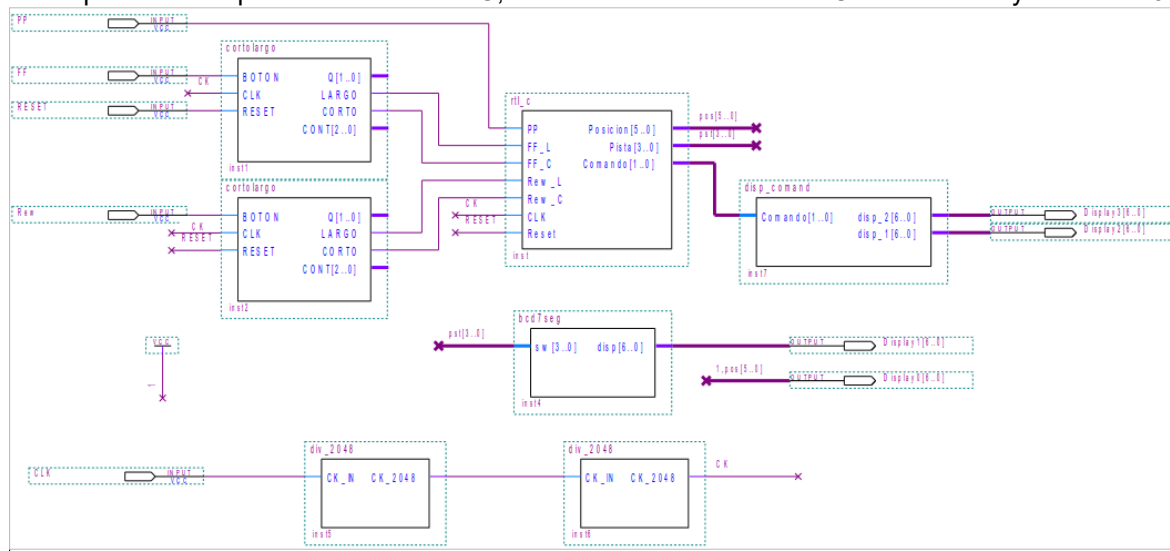 PP INPUT VCC
cortolargo
FF INPUT VCC CK
BOTON Q[1..0]
CLK LARGO
RESET INPUT VCC
RESET CORTO
CONT[2..0]
inst1
rtl_c
PP Posicion[5..0] pos[5..0]
FF_L Pista[3..0] pst[3..0]
FF_C Comando[1..0]
Rew_L
Rew_C
CK CLK
RESET Reset
inst
cortolargo
Rew INPUT VCC
BOTON Q[1..0]
CK CLK LARGO
RESET RESET CORTO
CONT[2..0]
inst2
disp_comand
Comando[1..0] disp_2[6..0] OUTPUT Display3[6..0]
disp_1[6..0] OUTPUT Display2[6..0]
inst7
VCC
1
bcd7seg
pst[3..0] sw[3..0] disp[6..0] OUTPUT Display1[6..0]
1,pos[5..0] OUTPUT Display0[6..0]
inst4
div_2048 div_2048
CLK INPUT VCC CK_IN CK_2048 CK_IN CK_2048 CK
inst5 inst6